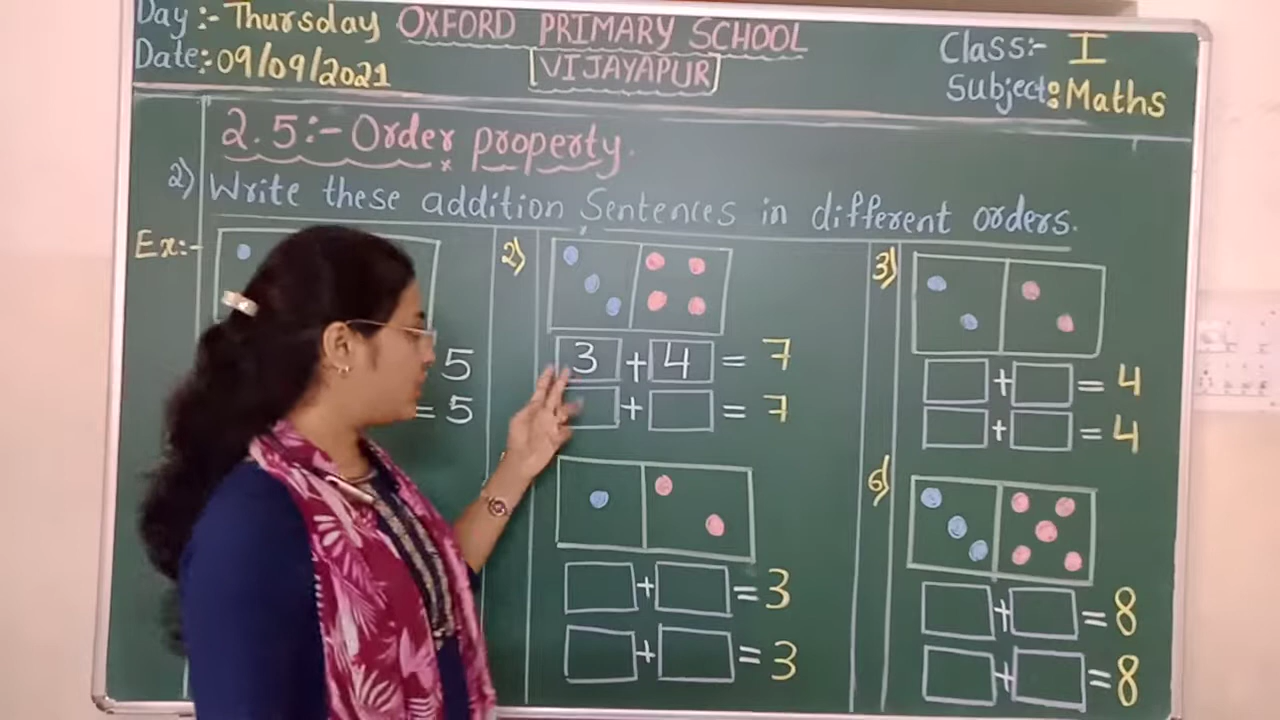 Day:- Thursday OXFORD PRIMARY SCHOOL Class:- I
Date:09/09/2021 VIJAYAPUR Subject:Maths
2.5:- Order property.
2) Write these addition Sentences in different orders.
Ex:-
5
= 5
2)
3 + 4 = 7
+ = 7
3)
+ = 4
+ = 4
+ = 3
+ = 3
6)
+ = 8
+ = 8